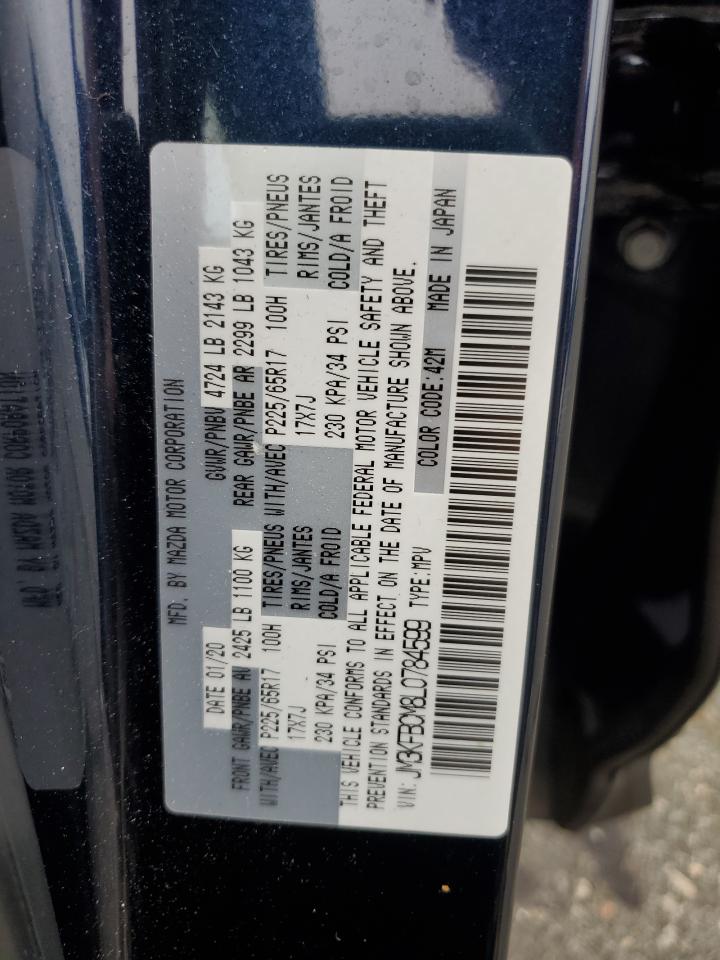 MFD. BY MAZDA MOTOR CORPORATION
DATE 01/20 GVWR/PNBV 4724 LB 2143 KG
FRONT GAWR/PNBE AV 2425 LB 1100 KG REAR GAWR/PNBE AR 2299 LB 1043 KG
WITH/AVEC P225/65R17 100H TIRES/PNEUS WITH/AVEC P225/65R17 100H TIRES/PNEUS
17X7J RIMS/JANTES 17X7J RIMS/JANTES
230 KPA/34 PSI COLD/A FROID 230 KPA/34 PSI COLD/A FROID
THIS VEHICLE CONFORMS TO ALL APPLICABLE FEDERAL MOTOR VEHICLE SAFETY AND THEFT
PREVENTION STANDARDS IN EFFECT ON THE DATE OF MANUFACTURE SHOWN ABOVE.
VIN: JM3KFBCM8L0784599 TYPE:MPV COLOR CODE:42M MADE IN JAPAN